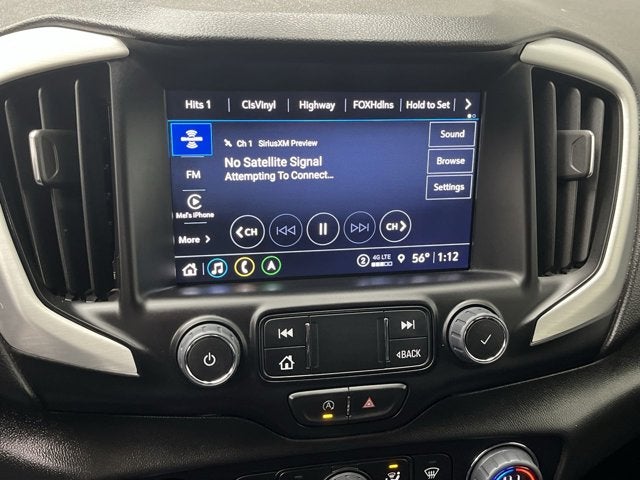 Hits 1 | ClsVinyl | Highway | FOXHdlns | Hold to Set
Ch 1 SiriusXM Preview
Sound
No Satellite Signal
Attempting To Connect...
Browse
FM
Settings
Mel's iPhone
<CH
CH>
More >
2 4G LTE 56° 1:12
<BACK
A